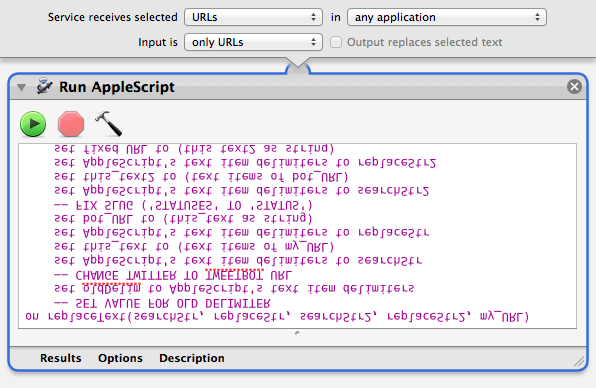 Service receives selected URLs in any application
Input is only URLs Output replaces selected text
Run AppleScript
on replaceText(searchStr, replaceStr, searchStr2, replaceStr2, my_URL)
-- SET VALUE FOR OLD DELIMITER
set oldDelim to AppleScript's text item delimiters
-- CHANGE TWITTER TO TWEETBOT URL
set AppleScript's text item delimiters to searchStr
set this_text to (text items of my_URL)
set AppleScript's text item delimiters to replaceStr
set bot_URL to (this_text as string)
-- FIX SLUG ('STATUSES' TO 'STATUS')
set AppleScript's text item delimiters to searchStr2
set this_text2 to (text items of bot_URL)
set AppleScript's text item delimiters to replaceStr2
set fixed URL to (this text2 as string)
Results Options Description